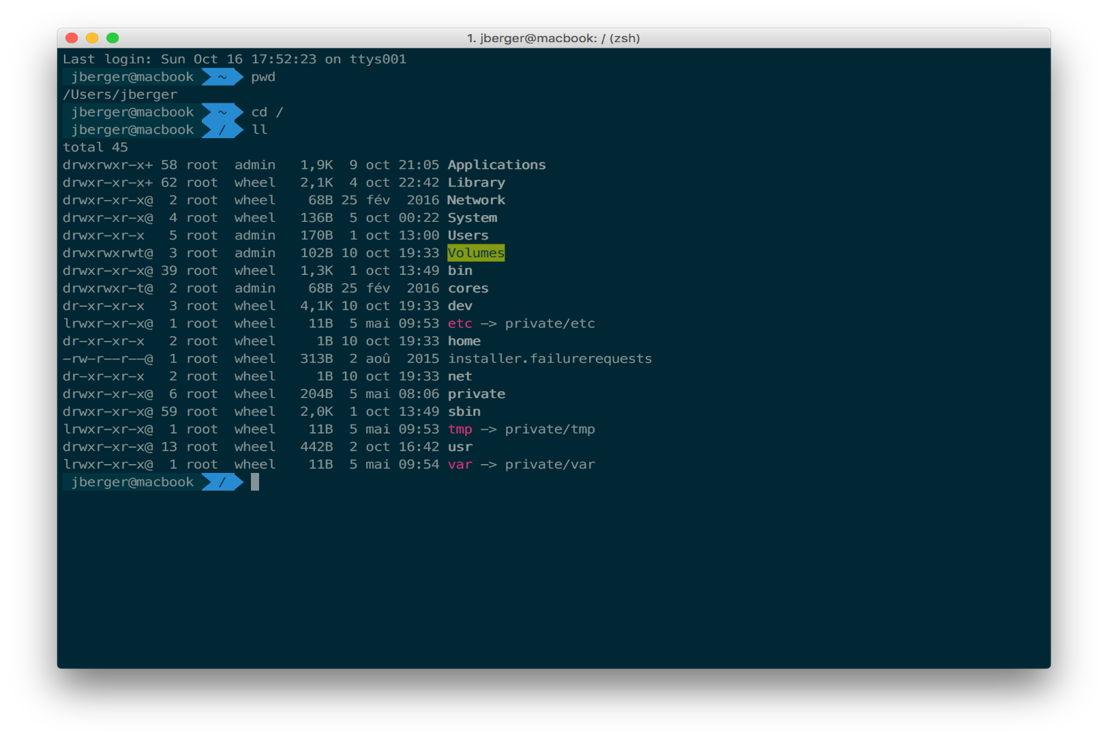 1. jberger@macbook: / (zsh)
Last login: Sun Oct 16 17:52:23 on ttys001
jberger@macbook ~ pwd
/Users/jberger
jberger@macbook ~ cd /
jberger@macbook / ll
total 45
drwxrwxr-x+ 58 root  admin   1,9K  9 oct 21:05 Applications
drwxr-xr-x+ 62 root  wheel   2,1K  4 oct 22:42 Library
drwxr-xr-x@  2 root  wheel    68B 25 fév  2016 Network
drwxr-xr-x@  4 root  wheel   136B  5 oct 00:22 System
drwxr-xr-x   5 root  admin   170B  1 oct 13:00 Users
drwxrwxrwt@  3 root  admin   102B 10 oct 19:33 Volumes
drwxr-xr-x@ 39 root  wheel   1,3K  1 oct 13:49 bin
drwxrwxr-t@  2 root  admin    68B 25 fév  2016 cores
dr-xr-xr-x   3 root  wheel   4,1K 10 oct 19:33 dev
lrwxr-xr-x@  1 root  wheel    11B  5 mai 09:53 etc -> private/etc
dr-xr-xr-x   2 root  wheel     1B 10 oct 19:33 home
-rw-r--r--@  1 root  wheel   313B  2 aoû  2015 installer.failurerequests
dr-xr-xr-x   2 root  wheel     1B 10 oct 19:33 net
drwxr-xr-x@  6 root  wheel   204B  5 mai 08:06 private
drwxr-xr-x@ 59 root  wheel   2,0K  1 oct 13:49 sbin
lrwxr-xr-x@  1 root  wheel    11B  5 mai 09:53 tmp -> private/tmp
drwxr-xr-x@ 13 root  wheel   442B  2 oct 16:42 usr
lrwxr-xr-x@  1 root  wheel    11B  5 mai 09:54 var -> private/var
jberger@macbook /